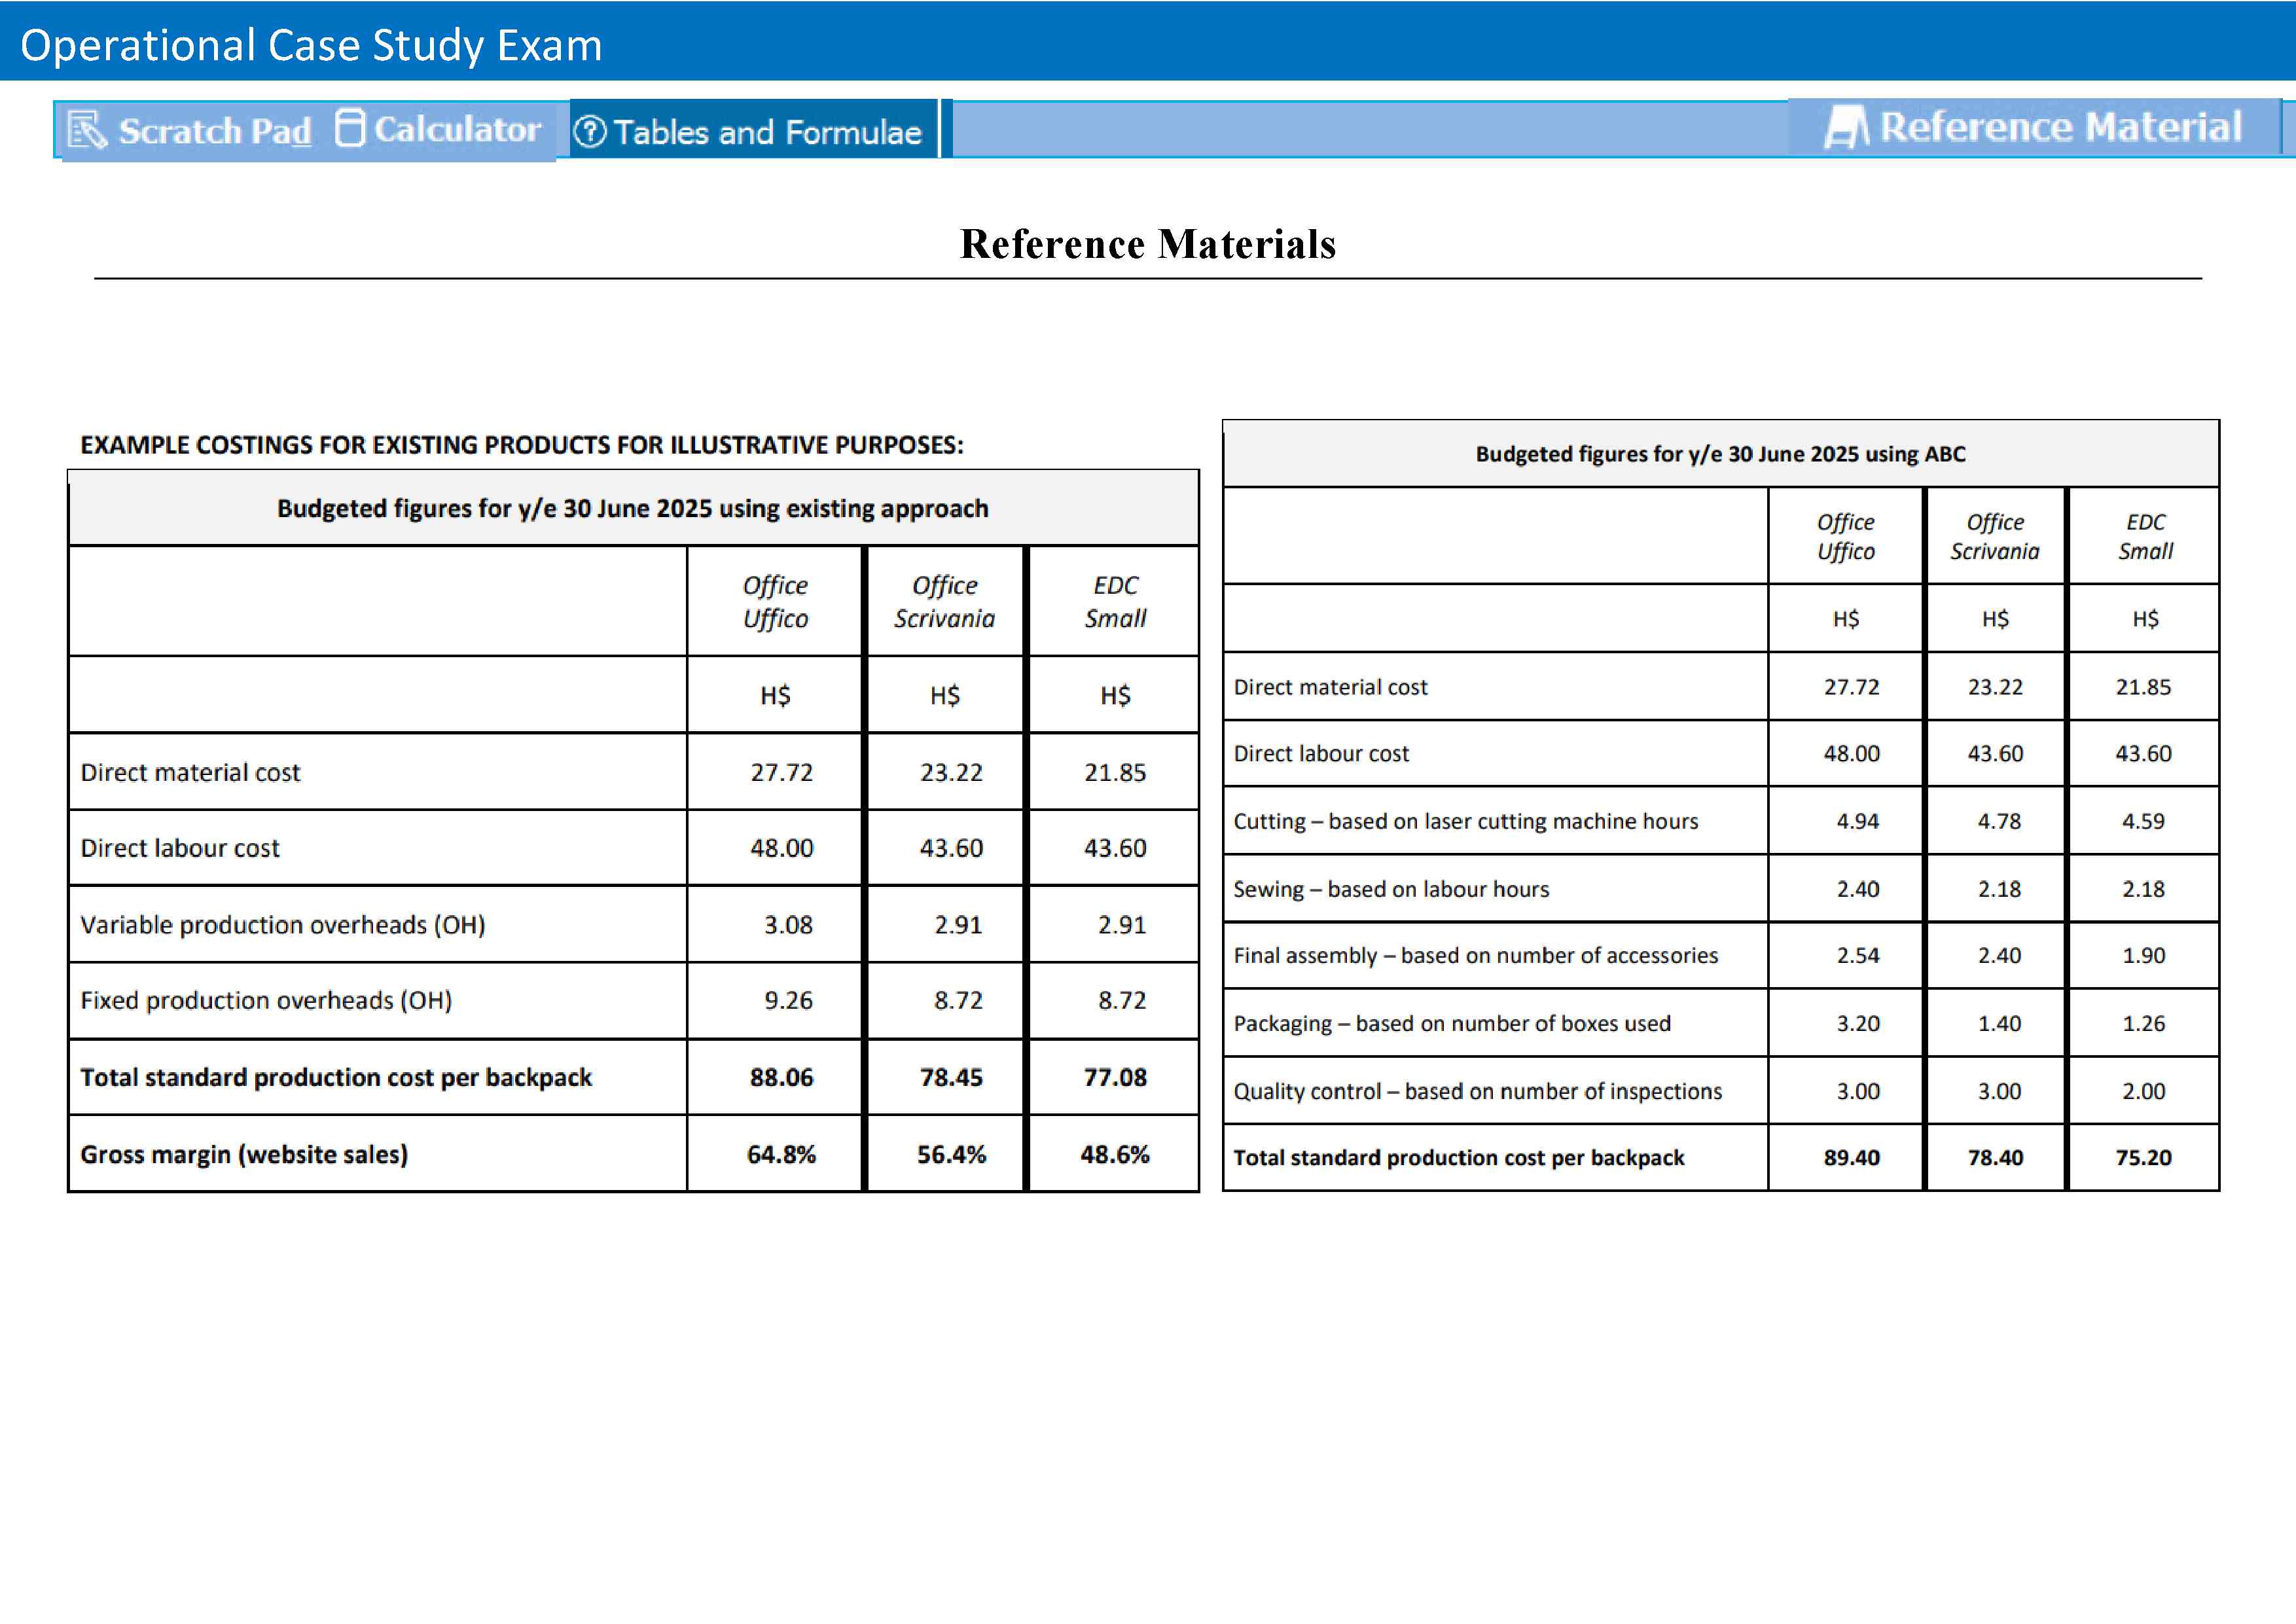 Operational Case Study Exam
Scratch Pad Calculator Tables and Formulae Reference Material
Reference Materials
EXAMPLE COSTINGS FOR EXISTING PRODUCTS FOR ILLUSTRATIVE PURPOSES:
Budgeted figures for y/e 30 June 2025 using existing approach
Office Uffico Office Scrivania EDC Small
H$ H$ H$
Direct material cost 27.72 23.22 21.85
Direct labour cost 48.00 43.60 43.60
Variable production overheads (OH) 3.08 2.91 2.91
Fixed production overheads (OH) 9.26 8.72 8.72
Total standard production cost per backpack 88.06 78.45 77.08
Gross margin (website sales) 64.8% 56.4% 48.6%
Budgeted figures for y/e 30 June 2025 using ABC
Office Uffico Office Scrivania EDC Small
H$ H$ H$
Direct material cost 27.72 23.22 21.85
Direct labour cost 48.00 43.60 43.60
Cutting – based on laser cutting machine hours 4.94 4.78 4.59
Sewing – based on labour hours 2.40 2.18 2.18
Final assembly – based on number of accessories 2.54 2.40 1.90
Packaging – based on number of boxes used 3.20 1.40 1.26
Quality control – based on number of inspections 3.00 3.00 2.00
Total standard production cost per backpack 89.40 78.40 75.20